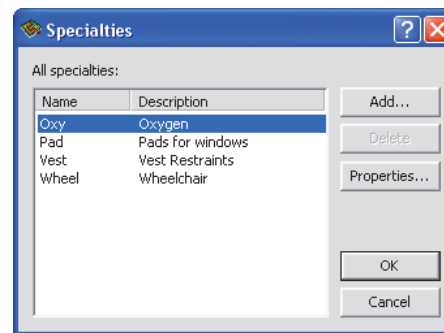 Specialties
All specialties:
Name Description
Oxy Oxygen
Pad Pads for windows
Vest Vest Restraints
Wheel Wheelchair
Add...
Delete
Properties...
OK
Cancel